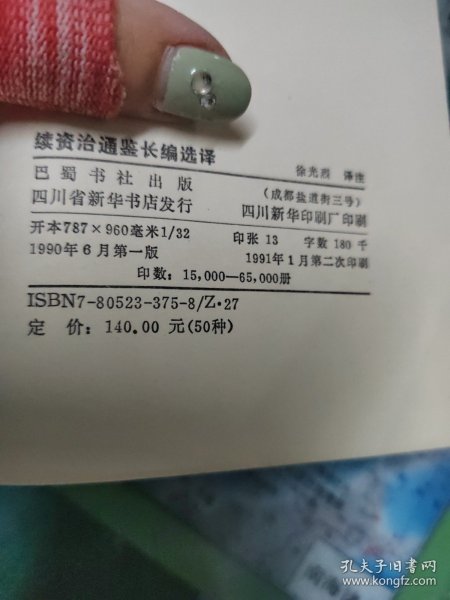 续资治通鉴长编选译
徐光烈 译注
巴蜀书社出版
(成都盐道街三号)
四川省新华书店发行 四川新华印刷厂印刷
开本787×960毫米1/32 印张 13 字数 180 千
1990年6月第一版 1991年1月第二次印刷
印数：15,000—65,000册
ISBN7-80523-375-8/Z·27
定 价：140.00 元(50种)
孔夫子旧书网
www.kongfz.com